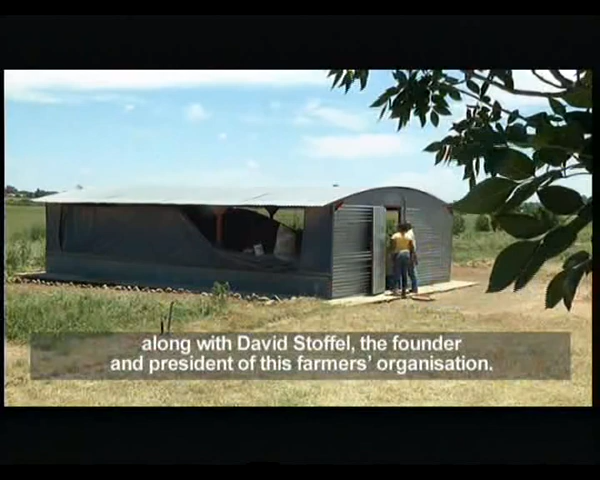 along with David Stoffel, the founder
and president of this farmers' organisation.